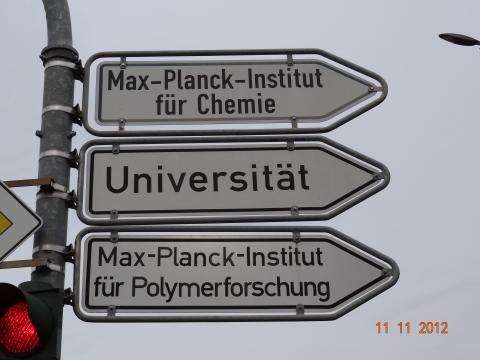 Max-Planck-Institut
für Chemie
Universität
Max-Planck-Institut
für Polymerforschung
11 11 2012